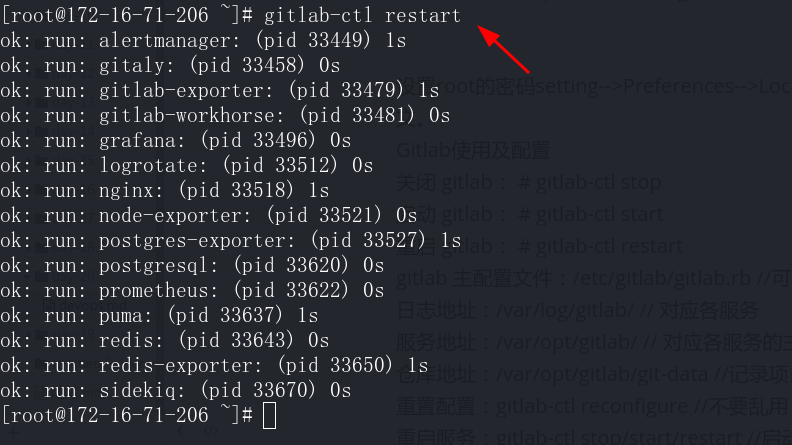 [root@172-16-71-206 ~]# gitlab-ctl restart
ok: run: alertmanager: (pid 33449) 1s
ok: run: gitaly: (pid 33458) 0s
ok: run: gitlab-exporter: (pid 33479) 1s
ok: run: gitlab-workhorse: (pid 33481) 0s
ok: run: grafana: (pid 33496) 0s
ok: run: logrotate: (pid 33512) 0s
ok: run: nginx: (pid 33518) 1s
ok: run: node-exporter: (pid 33521) 0s
ok: run: postgres-exporter: (pid 33527) 1s
ok: run: postgresql: (pid 33620) 0s
ok: run: prometheus: (pid 33622) 0s
ok: run: puma: (pid 33637) 1s
ok: run: redis: (pid 33643) 0s
ok: run: redis-exporter: (pid 33650) 1s
ok: run: sidekiq: (pid 33670) 0s
[root@172-16-71-206 ~]#
root的密码setting-->Preferences-->Loc
Gitlab使用及配置
关闭 gitlab： # gitlab-ctl stop
gitlab： # gitlab-ctl start
gitlab： # gitlab-ctl restart
gitlab 主配置文件：/etc/gitlab/gitlab.rb //可
日志地址：/var/log/gitlab/ // 对应各服务
服务地址：/var/opt/gitlab/ // 对应各服务的主
仓库地址：/var/opt/gitlab/git-data //记录项
重置配置：gitlab-ctl reconfigure //不要乱用
重启服务：gitlab-ctl stop/start/restart //启